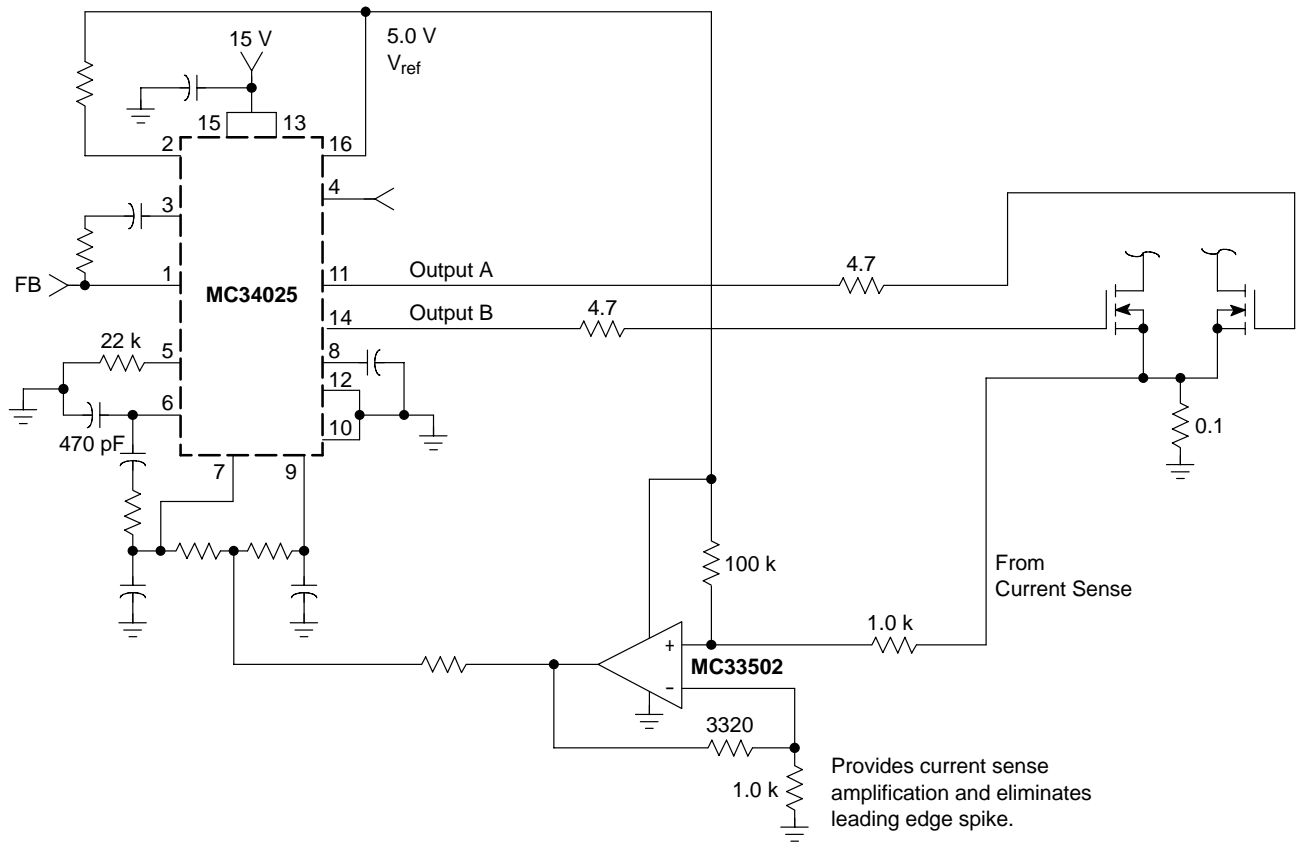 15 V
5.0 V
Vref
15
13
2
16
4
3
FB
1
MC34025
11
Output A
4.7
14
Output B
4.7
22 k
5
8
12
6
10
470 pF
7
9
0.1
100 k
From
Current Sense
1.0 k
+
MC33502
-
3320
1.0 k
Provides current sense
amplification and eliminates
leading edge spike.